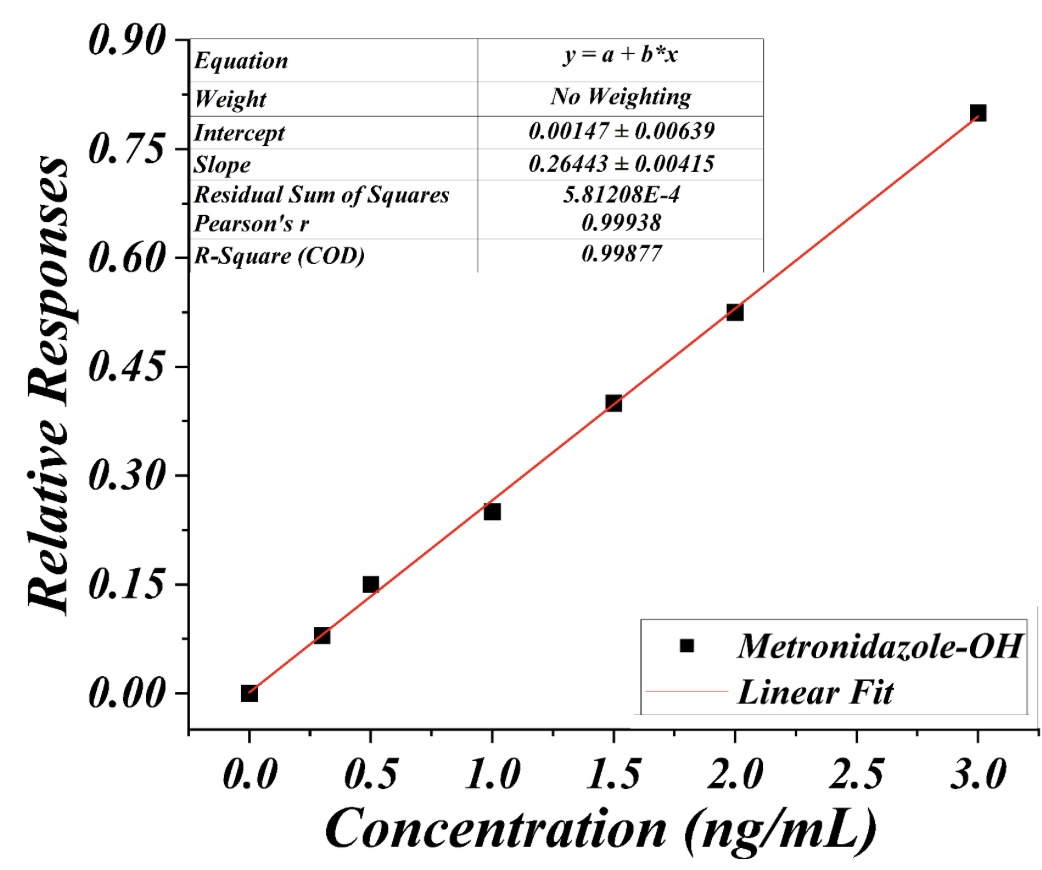 0.90
0.75
0.60
0.45
0.30
0.15
0.00
Relative Responses
Equation y = a + b*x
Weight No Weighting
Intercept 0.00147 ± 0.00639
Slope 0.26443 ± 0.00415
Residual Sum of Squares 5.81208E-4
Pearson's r 0.99938
R-Square (COD) 0.99877
Metronidazole-OH
Linear Fit
0.0 0.5 1.0 1.5 2.0 2.5 3.0
Concentration (ng/mL)